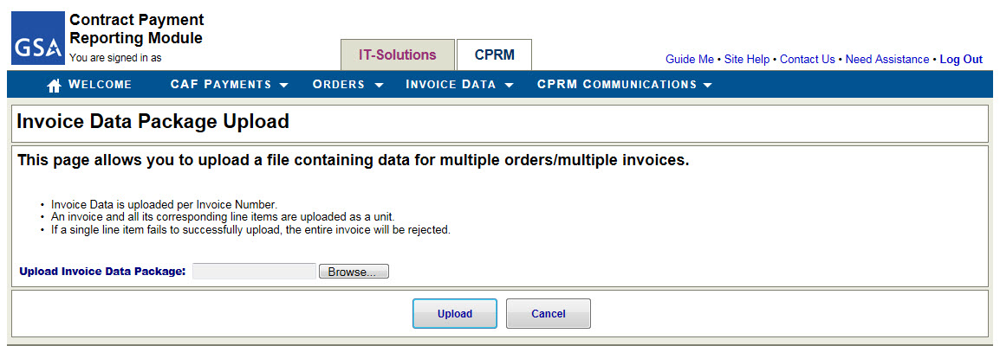 GSA
Contract Payment
Reporting Module
You are signed in as
IT-Solutions
CPRM
Guide Me • Site Help • Contact Us • Need Assistance • Log Out
WELCOME CAF PAYMENTS ORDERS INVOICE DATA CPRM COMMUNICATIONS
Invoice Data Package Upload
This page allows you to upload a file containing data for multiple orders/multiple invoices.
• Invoice Data is uploaded per Invoice Number.
• An invoice and all its corresponding line items are uploaded as a unit.
• If a single line item fails to successfully upload, the entire invoice will be rejected.
Upload Invoice Data Package: Browse...
Upload Cancel